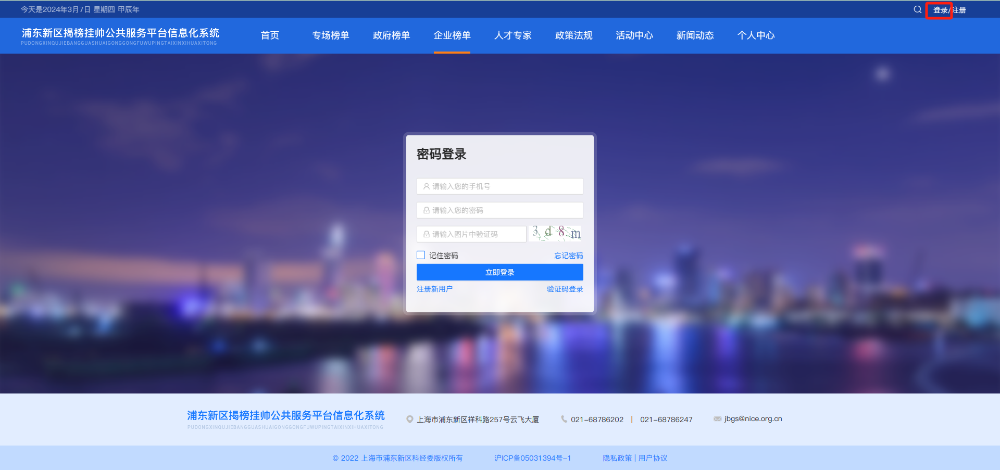 今天是2024年3月7日 星期四 甲辰年
登录/注册
浦东新区揭榜挂帅公共服务平台信息化系统
PUDONGXINQUJIEBANGGUASHUAIGONGGONGFUWUPINGTAIXINXIHUAXITONG
首页 专场榜单 政府榜单 企业榜单 人才专家 政策法规 活动中心 新闻动态 个人中心
密码登录
请输入您的手机号
请输入您的密码
请输入图片中验证码 3d8m
记住密码 忘记密码
立即登录
注册新用户 验证码登录
浦东新区揭榜挂帅公共服务平台信息化系统
PUDONGXINQUJIEBANGGUASHUAIGONGGONGFUWUPINGTAIXINXIHUAXITONG
上海市浦东新区祥科路257号云飞大厦 021-68786202 | 021-68786247 jbgs@nice.org.cn
© 2022 上海市浦东新区科经委版权所有 沪ICP备05031394号-1 隐私政策 | 用户协议